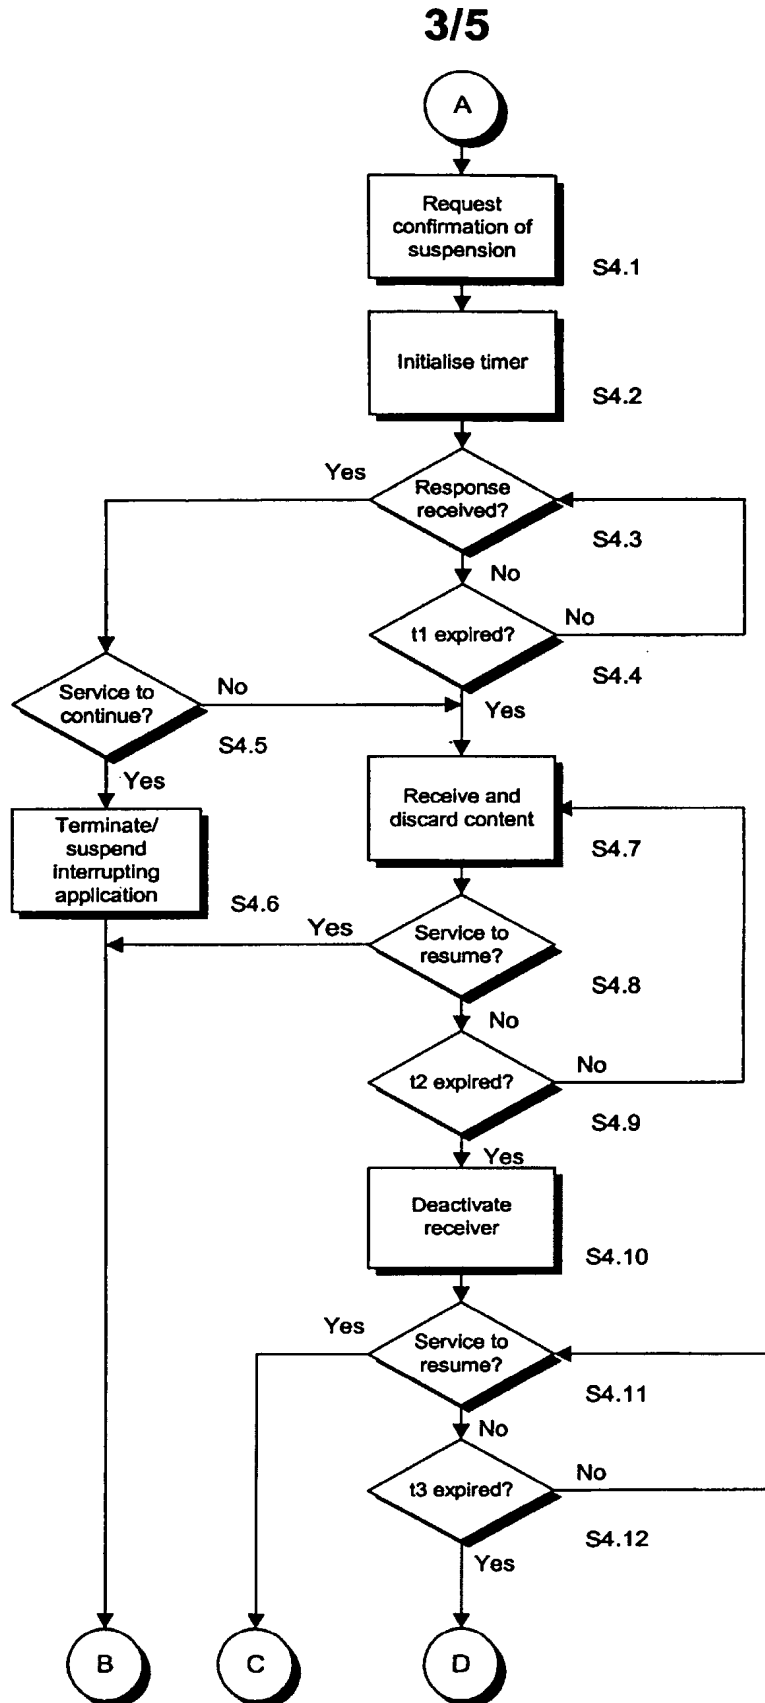 3/5
A
Request
confirmation of
suspension
S4.1
Initialise timer
S4.2
Yes
Response
received?
S4.3
No
t1 expired?
No
S4.4
Yes
Service to
continue?
No
S4.5
Yes
Terminate/
suspend
interrupting
application
S4.6
Receive and
discard content
S4.7
Yes
Service to
resume?
S4.8
No
t2 expired?
No
S4.9
Yes
Deactivate
receiver
S4.10
Yes
Service to
resume?
S4.11
No
t3 expired?
No
S4.12
Yes
B
C
D